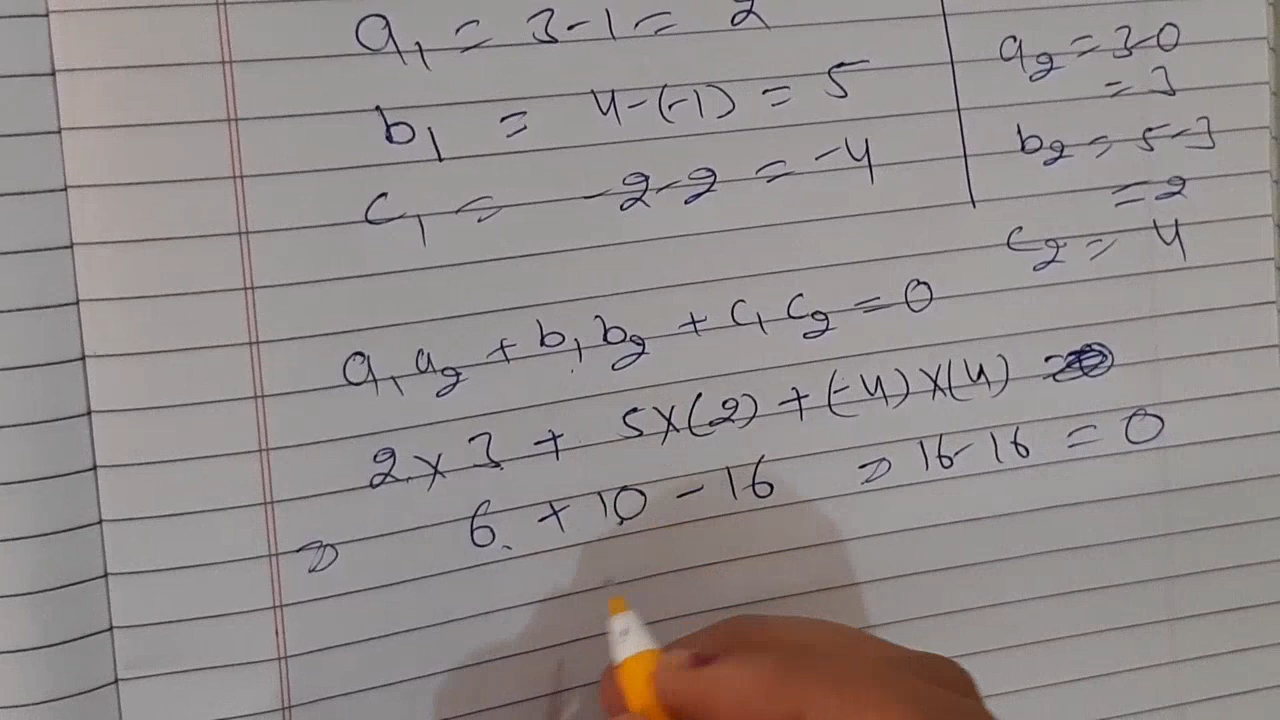 a₁ = 3-1 = 2
b₁ = 4-(-1) = 5
c₁ = -2-2 = -4
a₂ = 3-0
= 3
b₂ = 5-3
= 2
c₂ = 4
a₁a₂ + b₁b₂ + c₁c₂ = 0
2×3 + 5×(2) + (-4)×(4)
⇒ 6 + 10 - 16 ⇒ 16-16 = 0